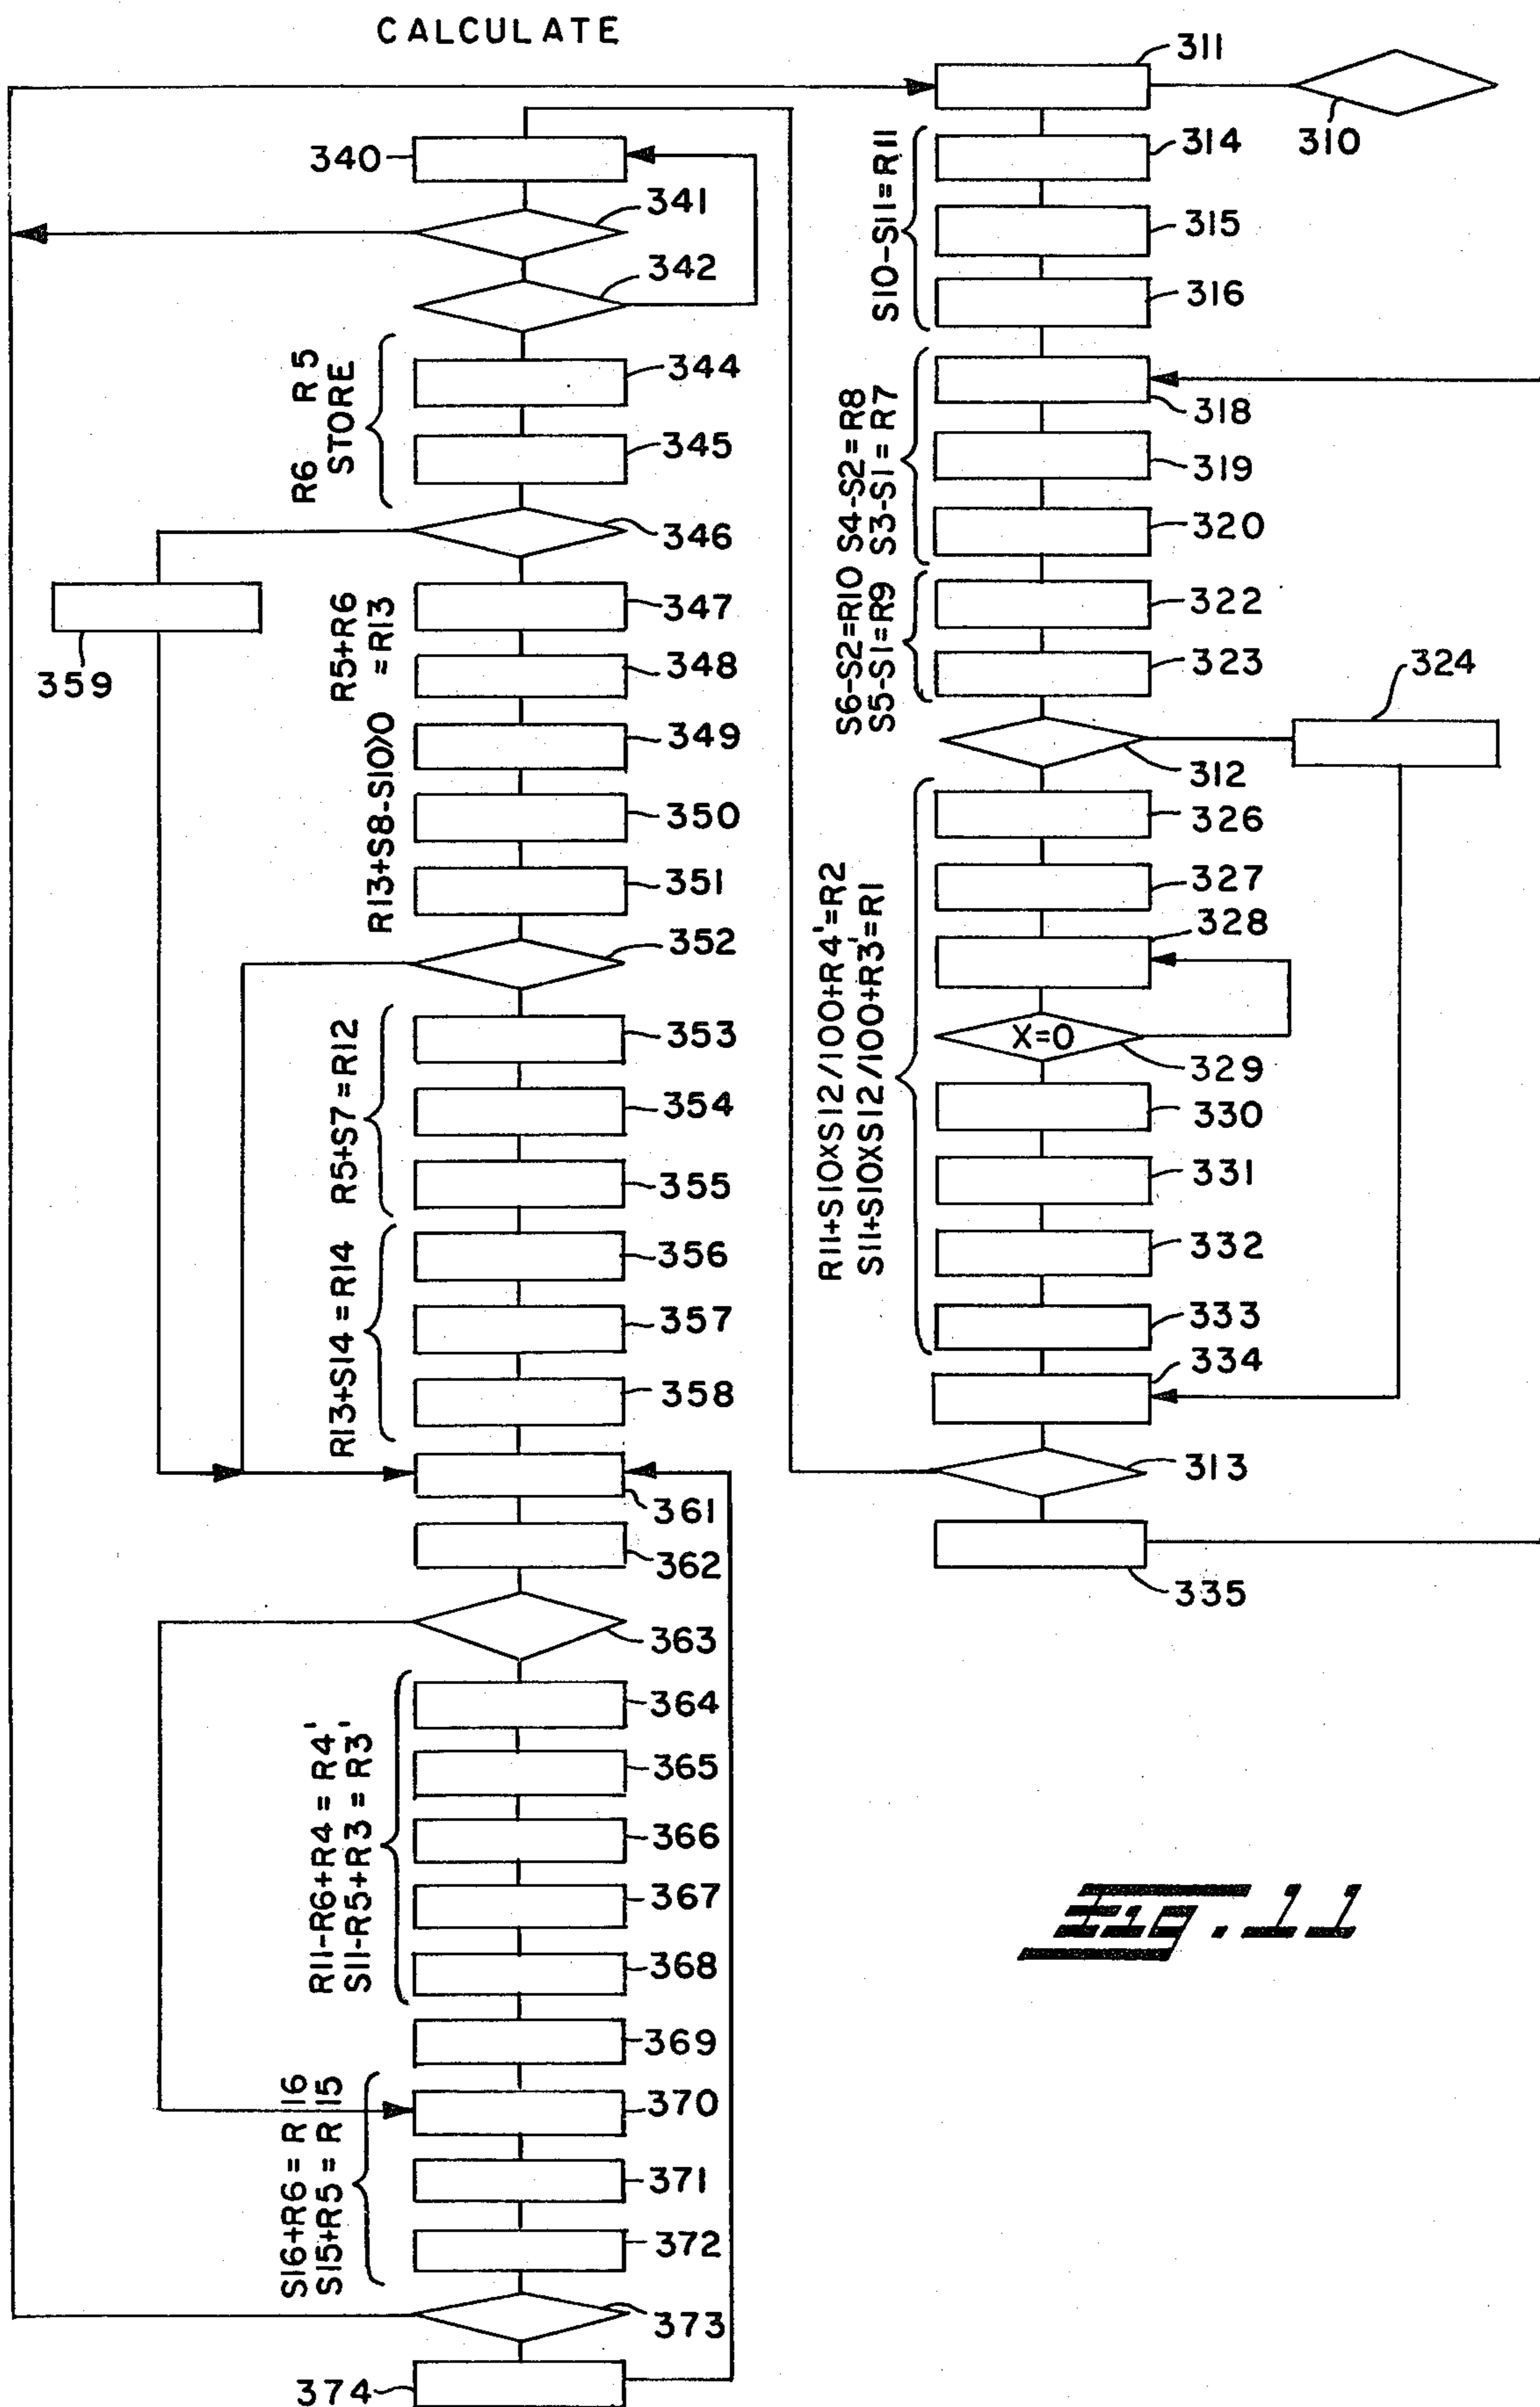 CALCULATE
340
341
342
R5
R6 STORE
344
345
346
359
R5+R6
=R13
347
348
R13+S8-S10>0
349
350
351
352
R5+S7=R12
353
354
355
R13+S14=R14
356
357
358
361
362
363
R11-R6+R4=R4'
S11-R5+R3=R3'
364
365
366
367
368
369
S16+R6=R16
S15+R5=R15
370
371
372
373
374
311
310
S10-S11=R11
314
315
316
S4-S2=R8
S3-S1=R7
318
319
320
S6-S2=R10
S5-S1=R9
322
323
324
312
R11+S10XS12/100+R4'=R2
S11+S10XS12/100+R3'=R1
326
327
328
X=0
329
330
331
332
333
334
313
335
Fig. 11